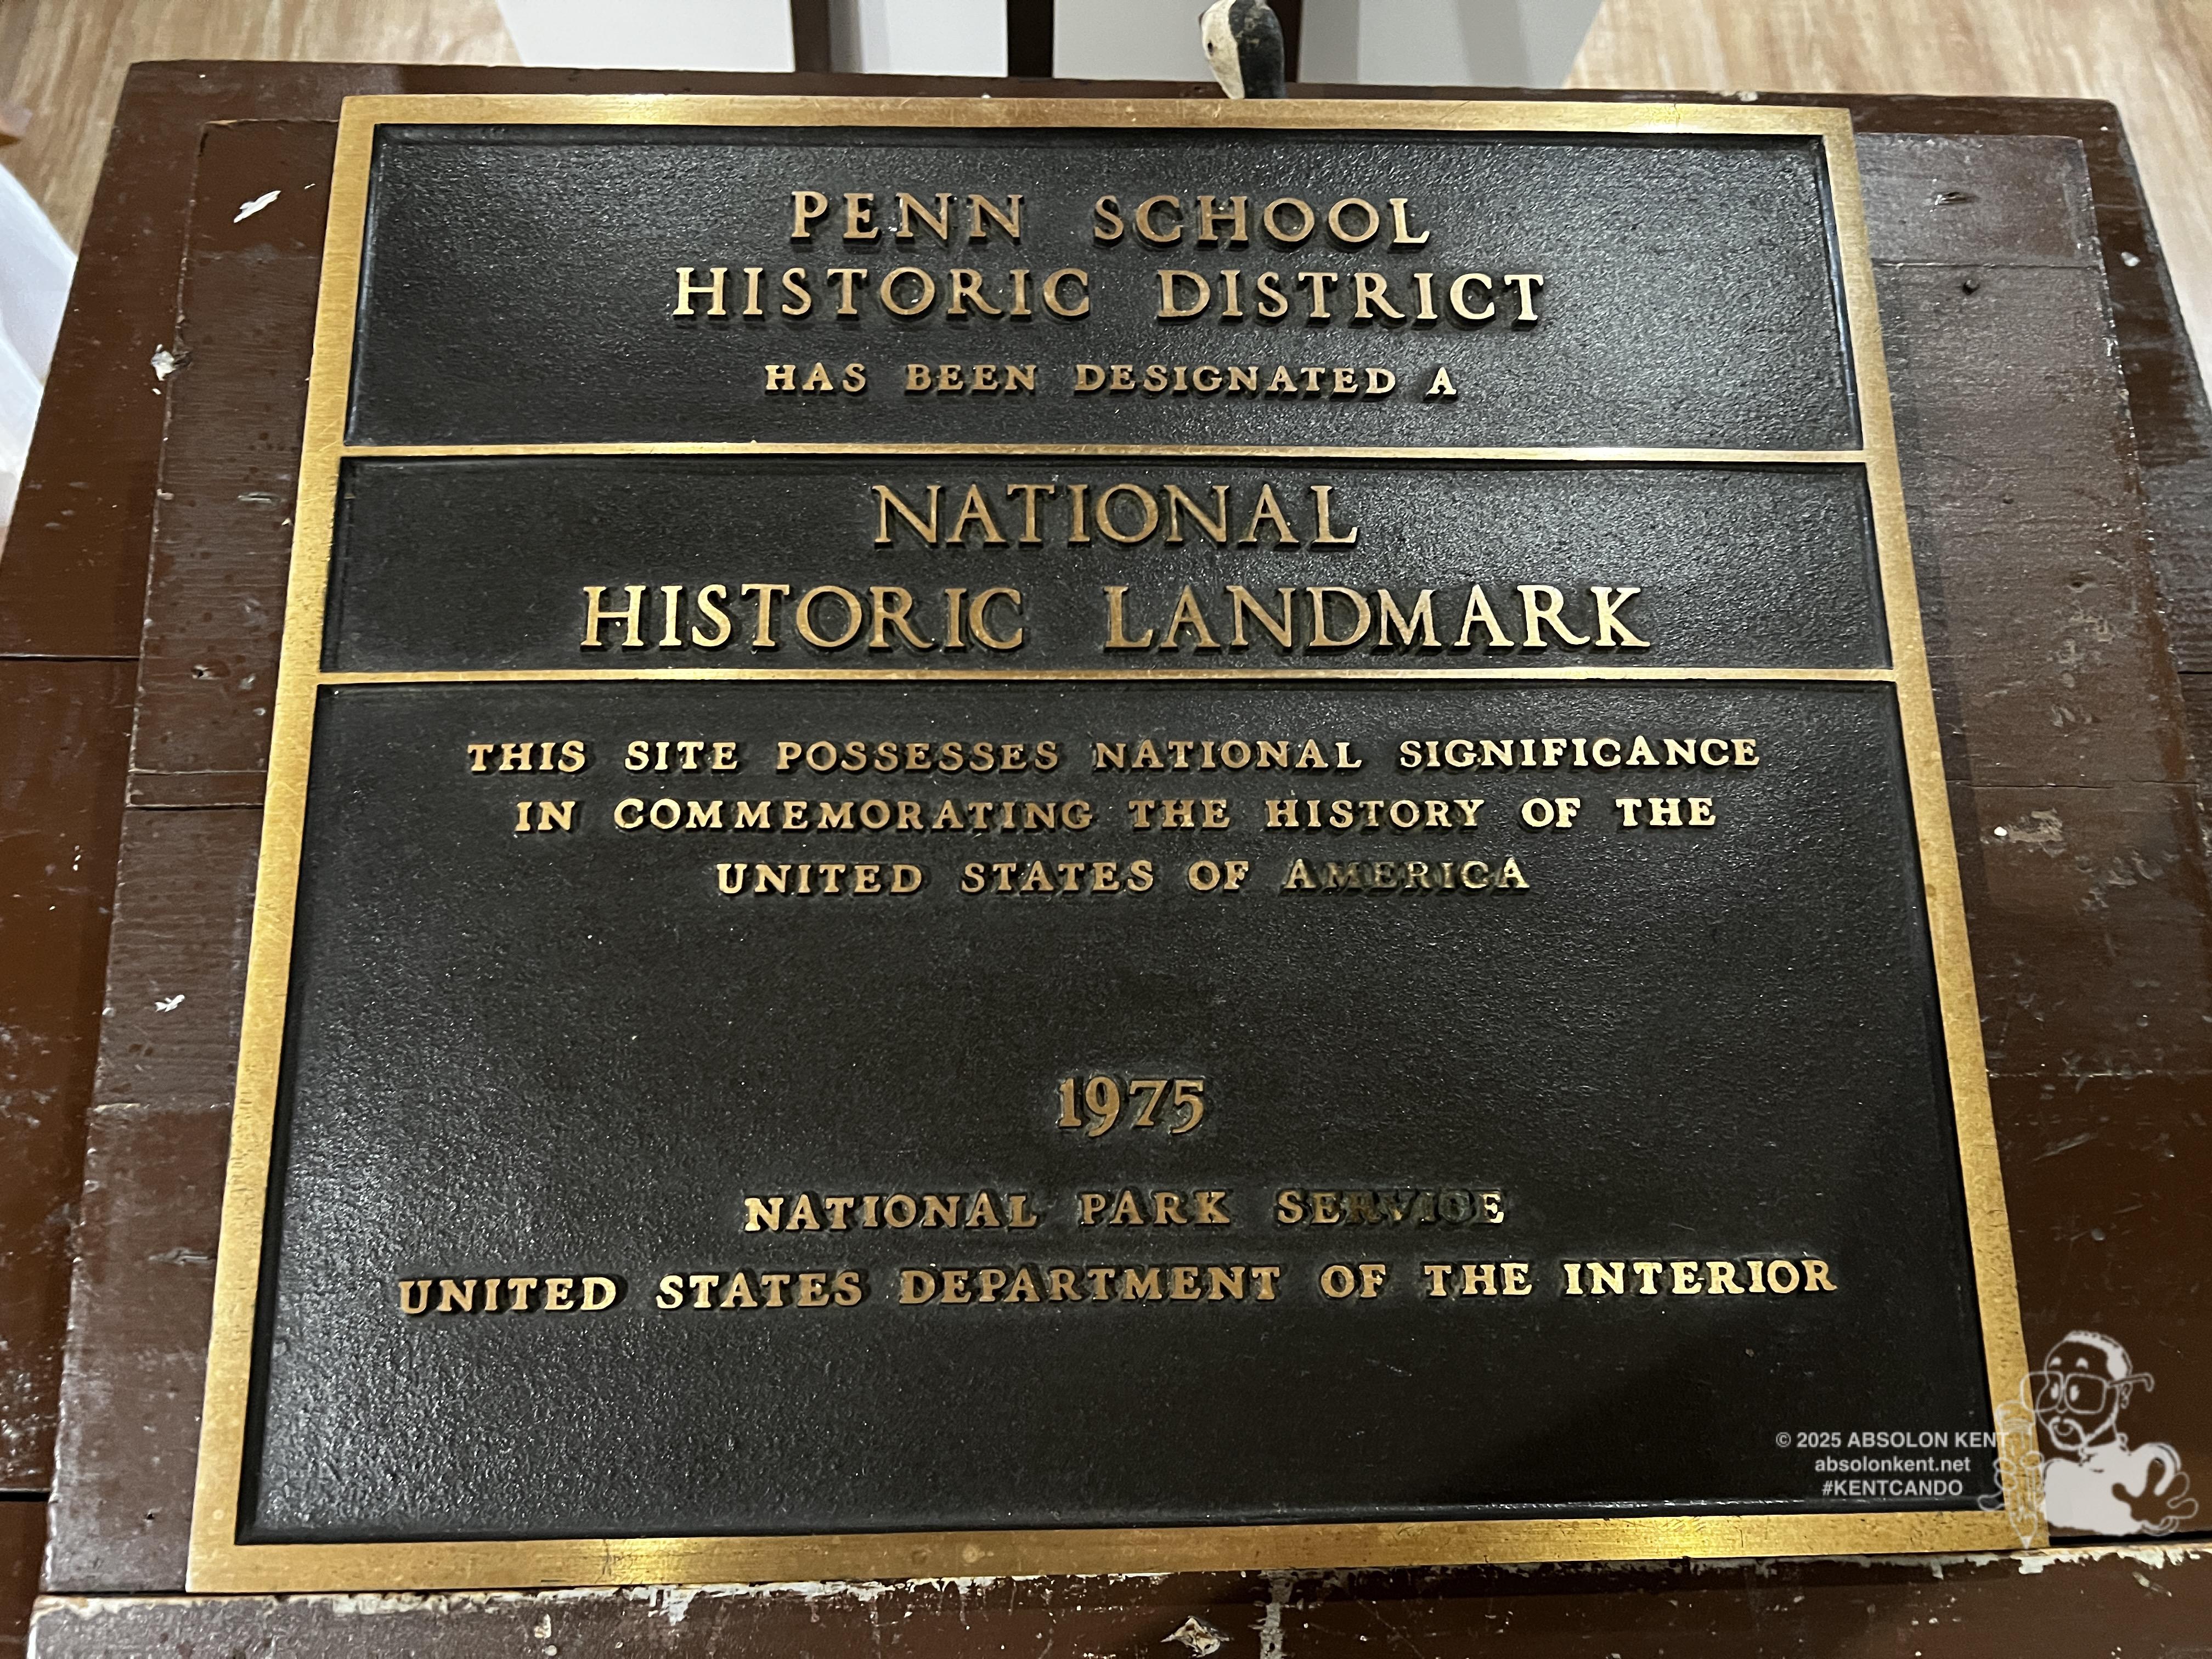 PENN SCHOOL
HISTORIC DISTRICT
HAS BEEN DESIGNATED A
NATIONAL
HISTORIC LANDMARK
THIS SITE POSSESSES NATIONAL SIGNIFICANCE
IN COMMEMORATING THE HISTORY OF THE
UNITED STATES OF AMERICA
1975
NATIONAL PARK SERVICE
UNITED STATES DEPARTMENT OF THE INTERIOR
© 2025 ABSOLON KENT
absolonkent.net
#KENTCANDO